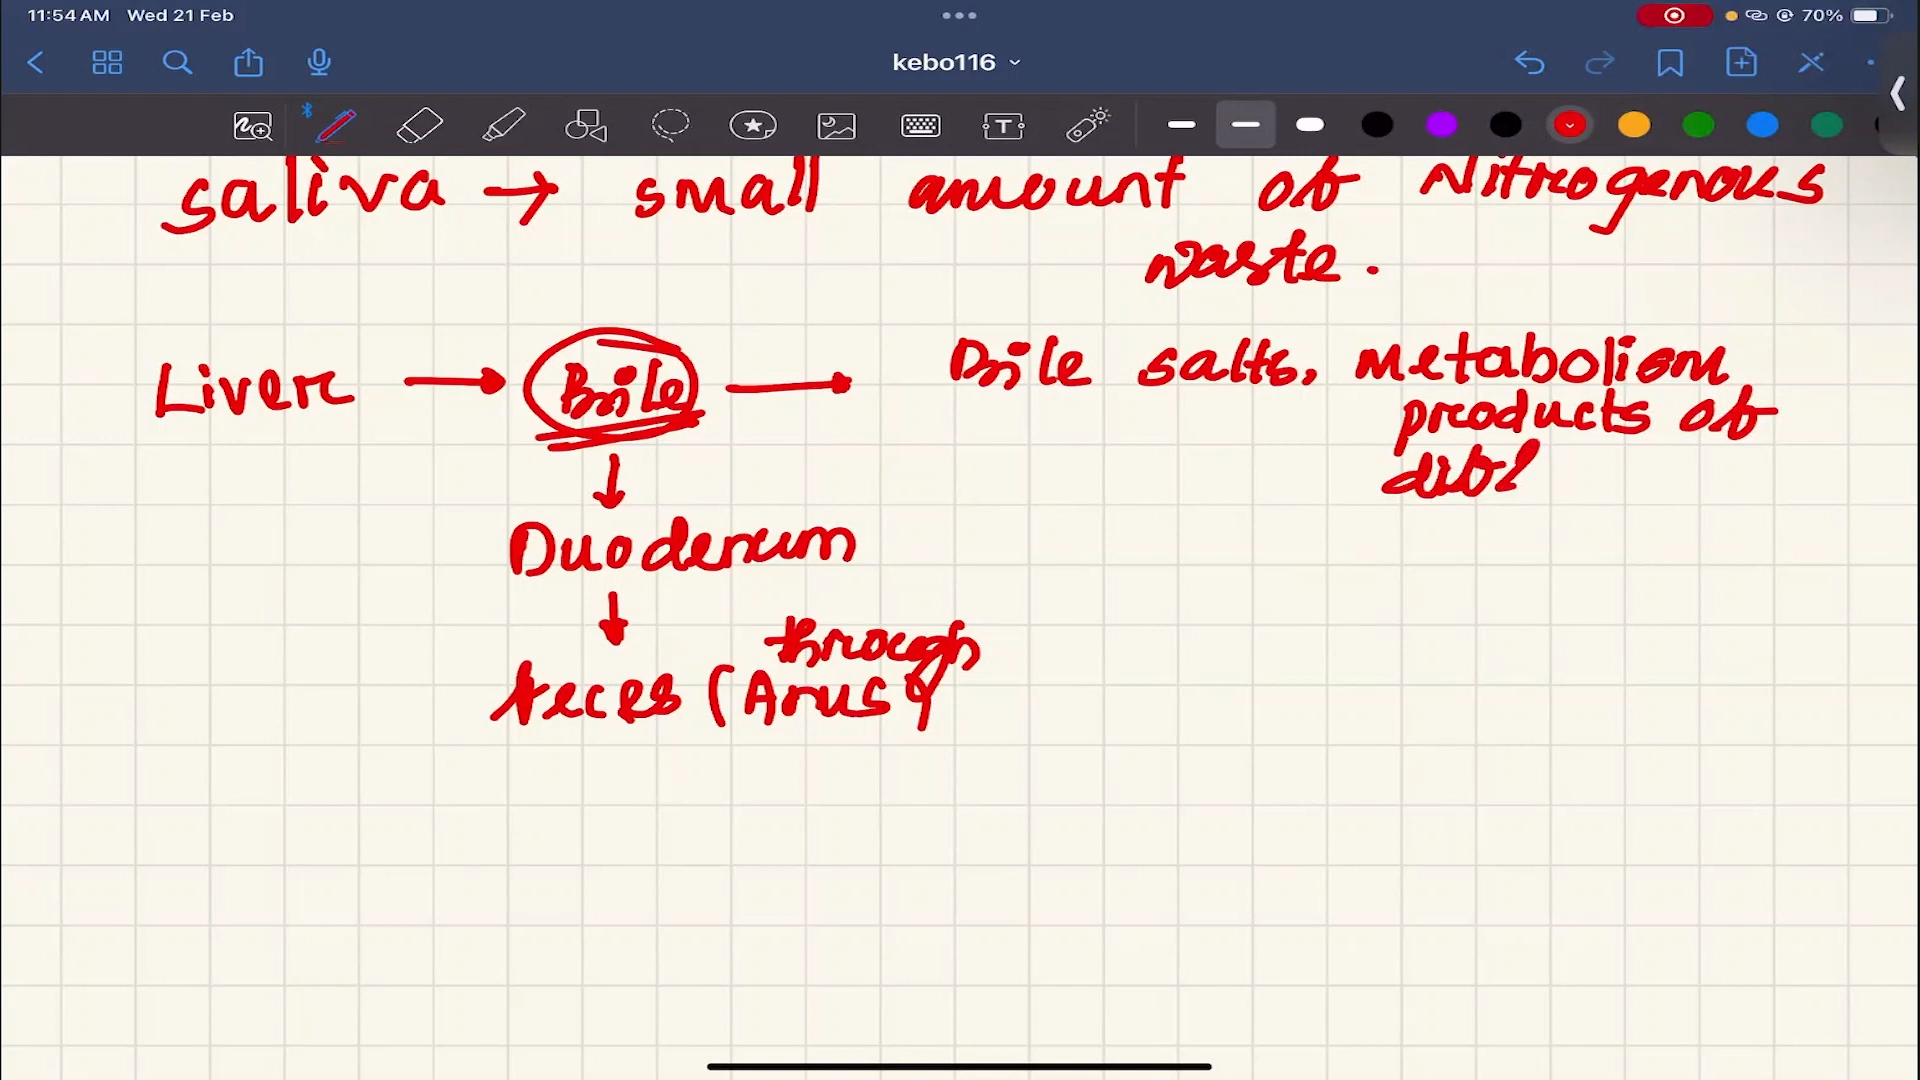 11:54 AM Wed 21 Feb
70%
kebo116
saliva → small amount of Nitrogenous
waste.
Liver → Bile → Bile salts, metabolism
products of
Duodenum
through
feces (Anus)